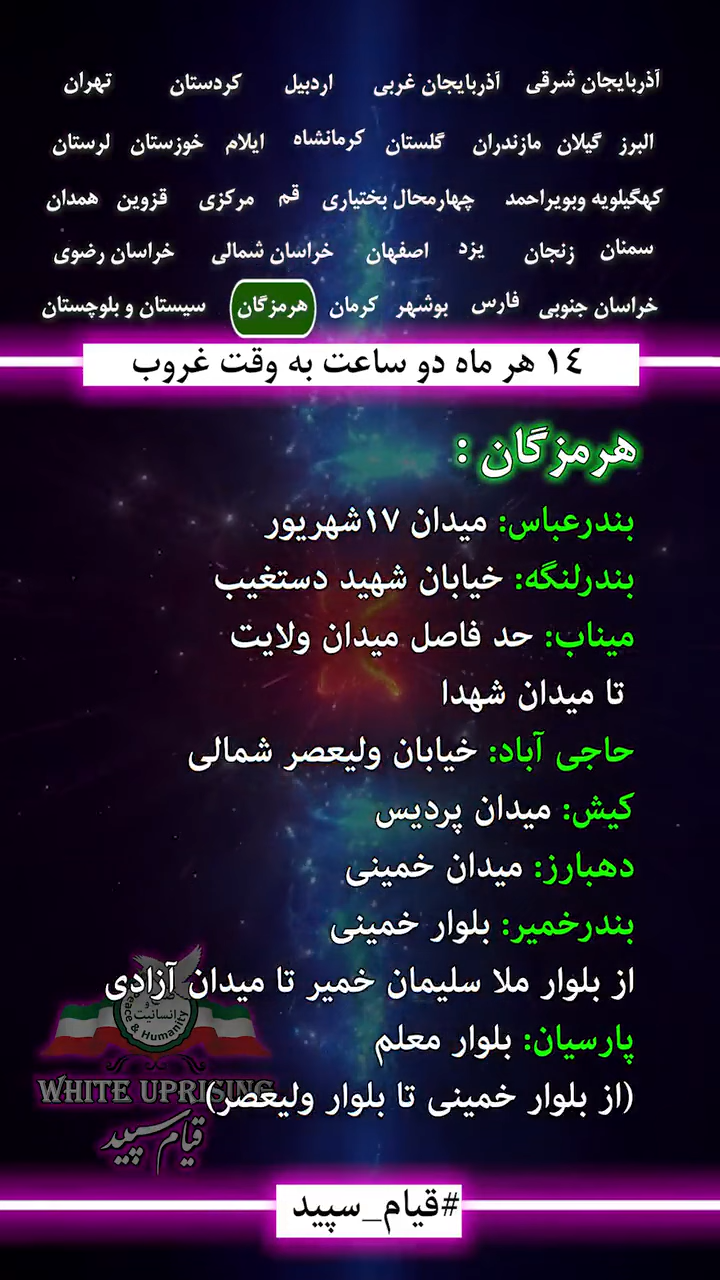 آذربایجان شرقی آذربایجان غربی اردبیل کردستان تهران
البرز گیلان مازندران گلستان کرمانشاه ایلام خوزستان لرستان
کهگیلویه وبویراحمد چهارمحال بختیاری قم مرکزی قزوین همدان
سمنان زنجان یزد اصفهان خراسان شمالی خراسان رضوی
خراسان جنوبی فارس بوشهر کرمان هرمزگان سیستان و بلوچستان
۱۴ هر ماه دو ساعت به وقت غروب
هرمزگان :
بندرعباس: میدان ۱۷شهریور
بندرلنگه: خیابان شهید دستغیب
میناب: حد فاصل میدان ولایت
تا میدان شهدا
حاجی آباد: خیابان ولیعصر شمالی
کیش: میدان پردیس
دهبارز: میدان خمینی
بندرخمیر: بلوار خمینی
از بلوار ملا سلیمان خمیر تا میدان آزادی
پارسیان: بلوار معلم
(از بلوار خمینی تا بلوار ولیعصر)
صلح و
انسانیت
Peace & Humanity
WHITE UPRISING
قیام سپید
#قیام_سپید